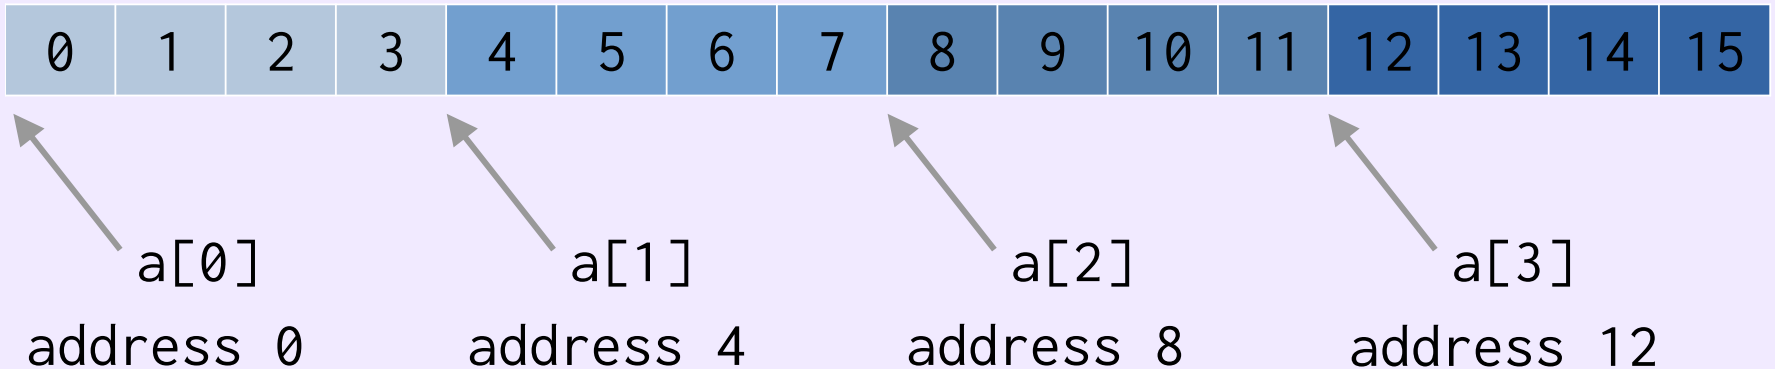 0 1 2 3 4 5 6 7 8 9 10 11 12 13 14 15
a[0] a[1] a[2] a[3]
address 0 address 4 address 8 address 12